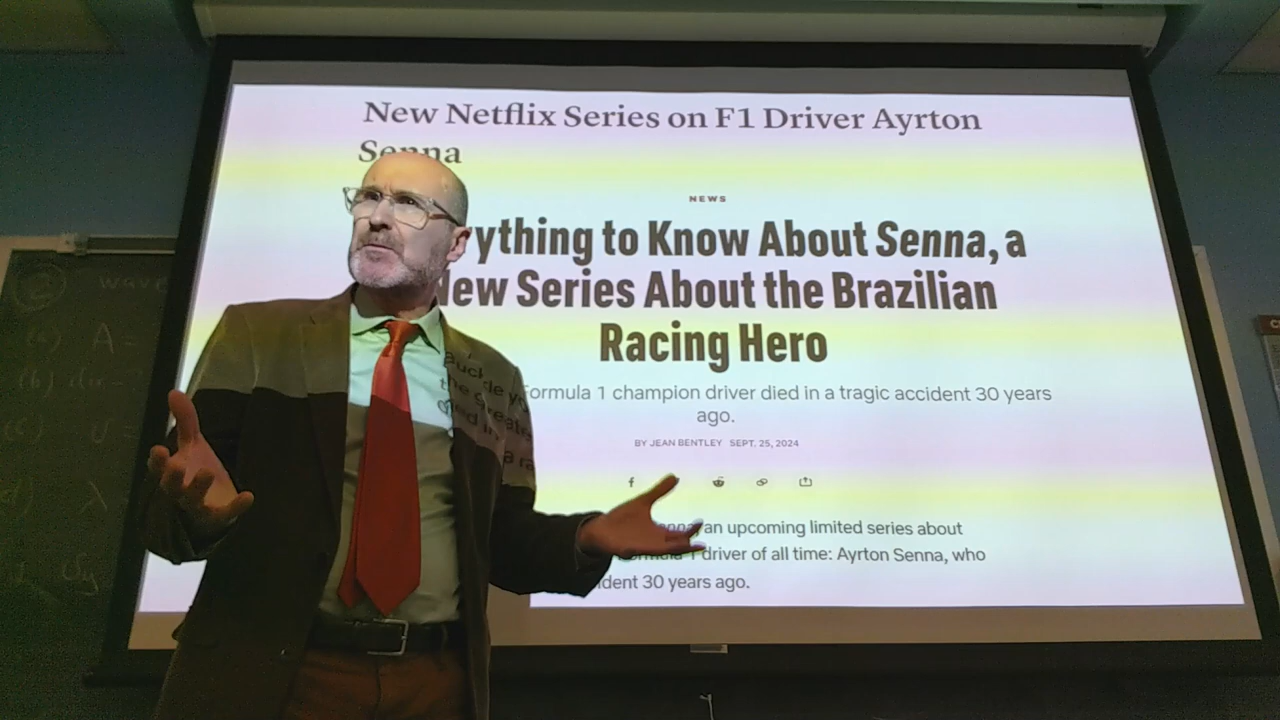 New Netflix Series on F1 Driver Ayrton
Senna
NEWS
ything to Know About Senna, a
New Series About the Brazilian
Racing Hero
Formula 1 champion driver died in a tragic accident 30 years
ago.
BY JEAN BENTLEY SEPT. 25, 2024
an upcoming limited series about
driver of all time: Ayrton Senna, who
ident 30 years ago.
wave
(a) A =
(b)
(c) υ =
λ